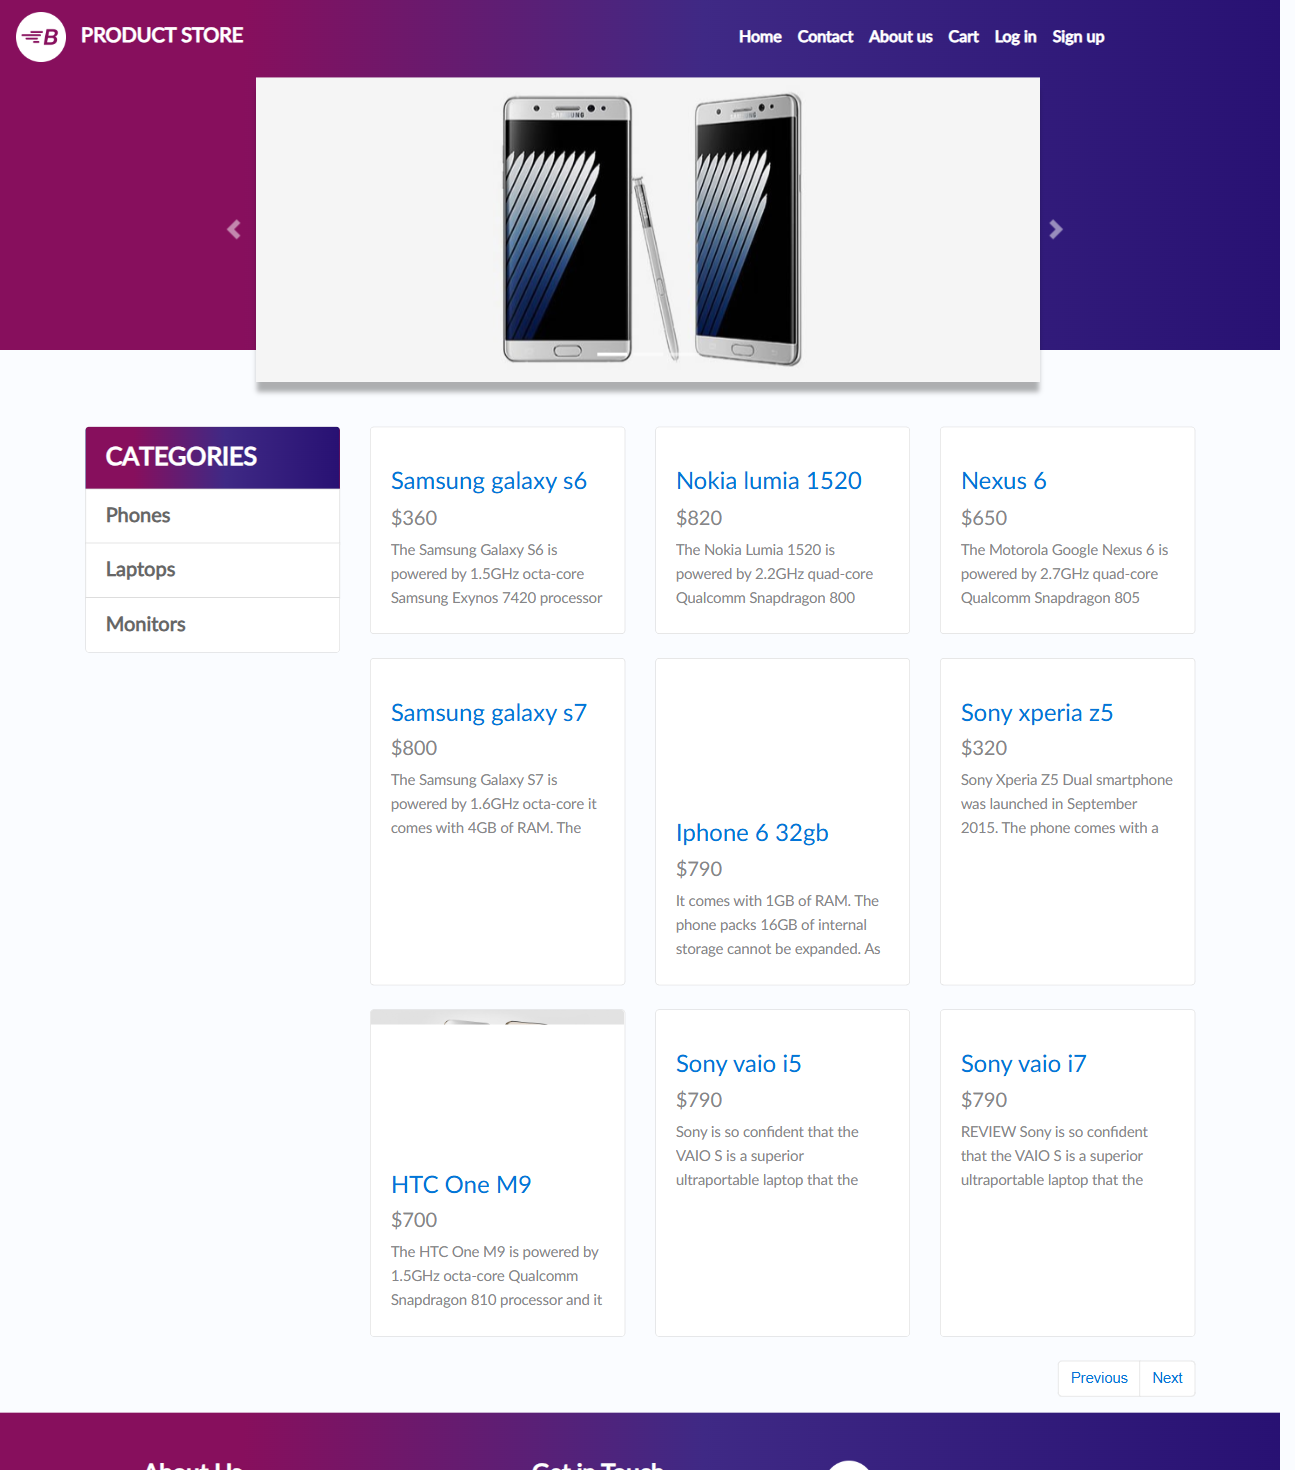 B PRODUCT STORE
Home Contact About us Cart Log in Sign up
SAMSUNG
SAMSUNG
CATEGORIES
Phones
Laptops
Monitors
Samsung galaxy s6
$360
The Samsung Galaxy S6 is
powered by 1.5GHz octa-core
Samsung Exynos 7420 processor
Nokia lumia 1520
$820
The Nokia Lumia 1520 is
powered by 2.2GHz quad-core
Qualcomm Snapdragon 800
Nexus 6
$650
The Motorola Google Nexus 6 is
powered by 2.7GHz quad-core
Qualcomm Snapdragon 805
Samsung galaxy s7
$800
The Samsung Galaxy S7 is
powered by 1.6GHz octa-core it
comes with 4GB of RAM. The
Iphone 6 32gb
$790
It comes with 1GB of RAM. The
phone packs 16GB of internal
storage cannot be expanded. As
Sony xperia z5
$320
Sony Xperia Z5 Dual smartphone
was launched in September
2015. The phone comes with a
HTC One M9
$700
The HTC One M9 is powered by
1.5GHz octa-core Qualcomm
Snapdragon 810 processor and it
Sony vaio i5
$790
Sony is so confident that the
VAIO S is a superior
ultraportable laptop that the
Sony vaio i7
$790
REVIEW Sony is so confident
that the VAIO S is a superior
ultraportable laptop that the
Previous Next
About Us
Get in Touch